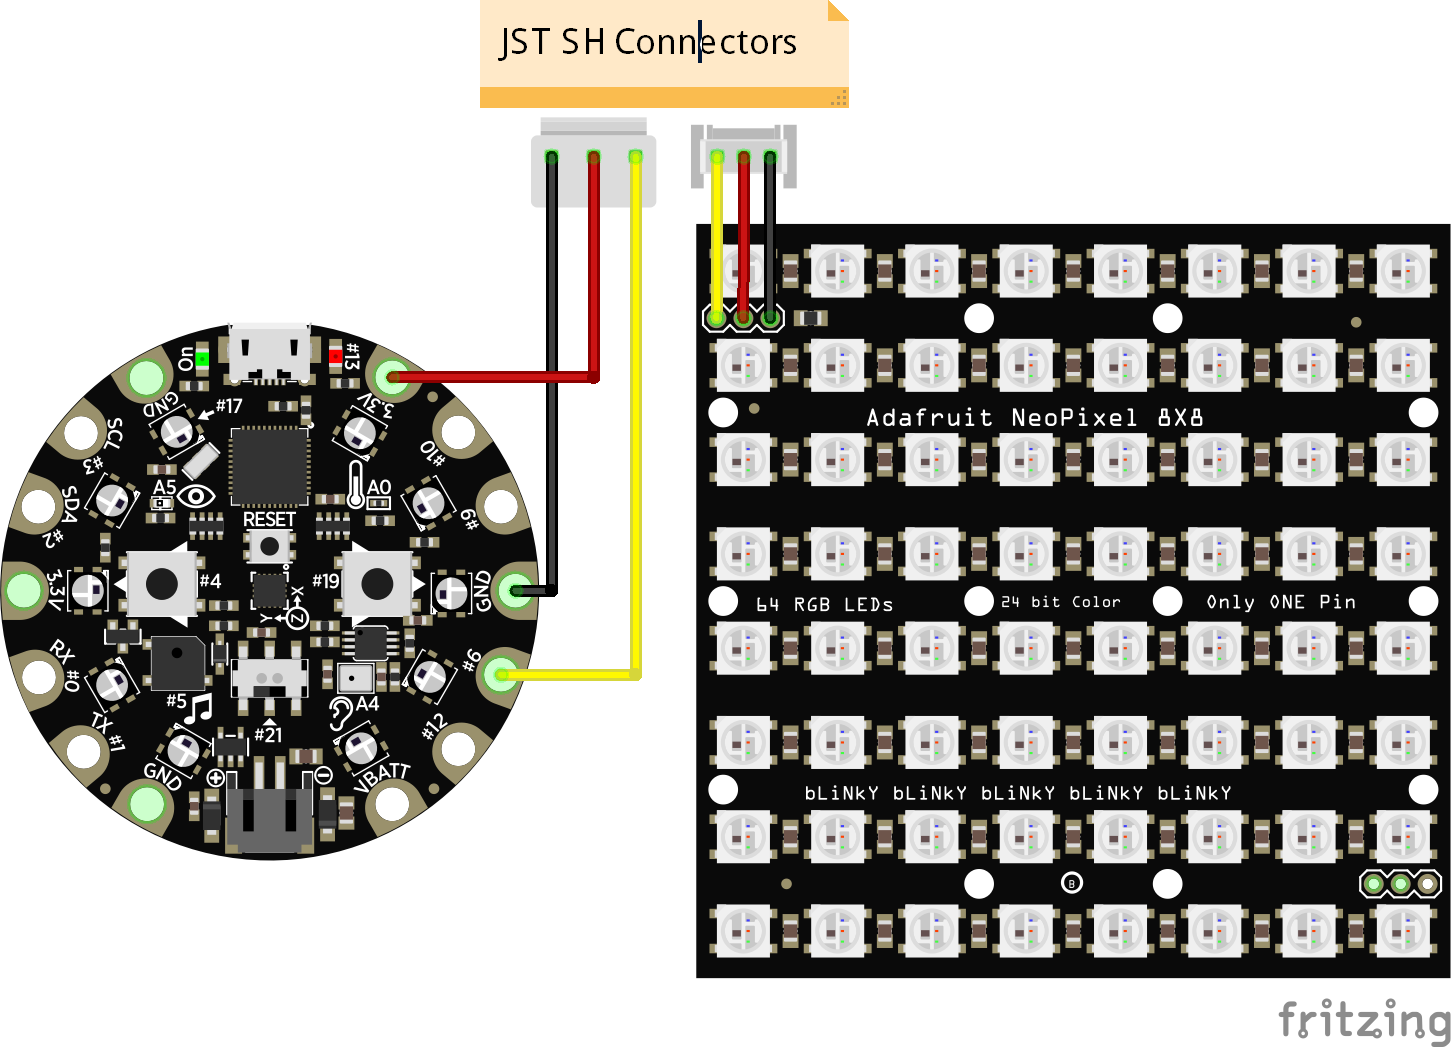 JST SH Connectors
On
#13
GND
#17
3.3V
SCL
#3
#10
A5
A0
SDA
#2
RESET
#9
3.3V
#4
#19
GND
X
Y
Z
RX
#0
#6
#5
A4
TX
#1
#21
#12
GND
+
-
VBATT
Adafruit NeoPixel 8X8
64 RGB LEDs
24 bit Color
Only ONE Pin
bLiNkY bLiNkY bLiNkY bLiNkY bLiNkY
B
fritzing